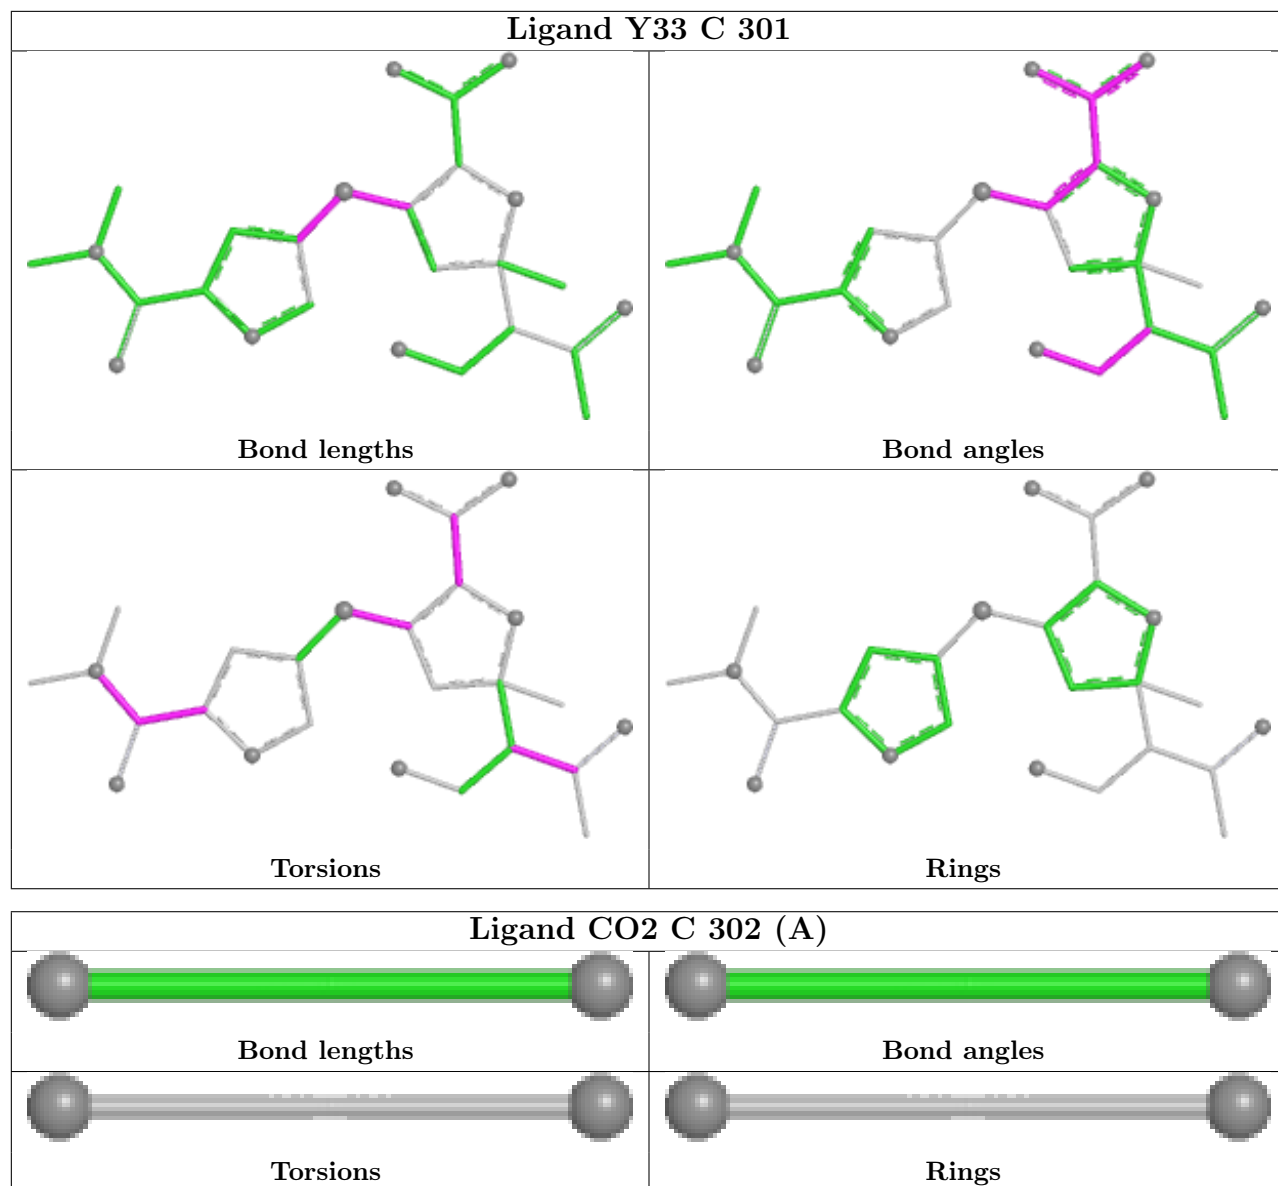 Ligand Y33 C 301
Bond lengths
Bond angles
Torsions
Rings
Ligand CO2 C 302 (A)
Bond lengths
Bond angles
Torsions
Rings